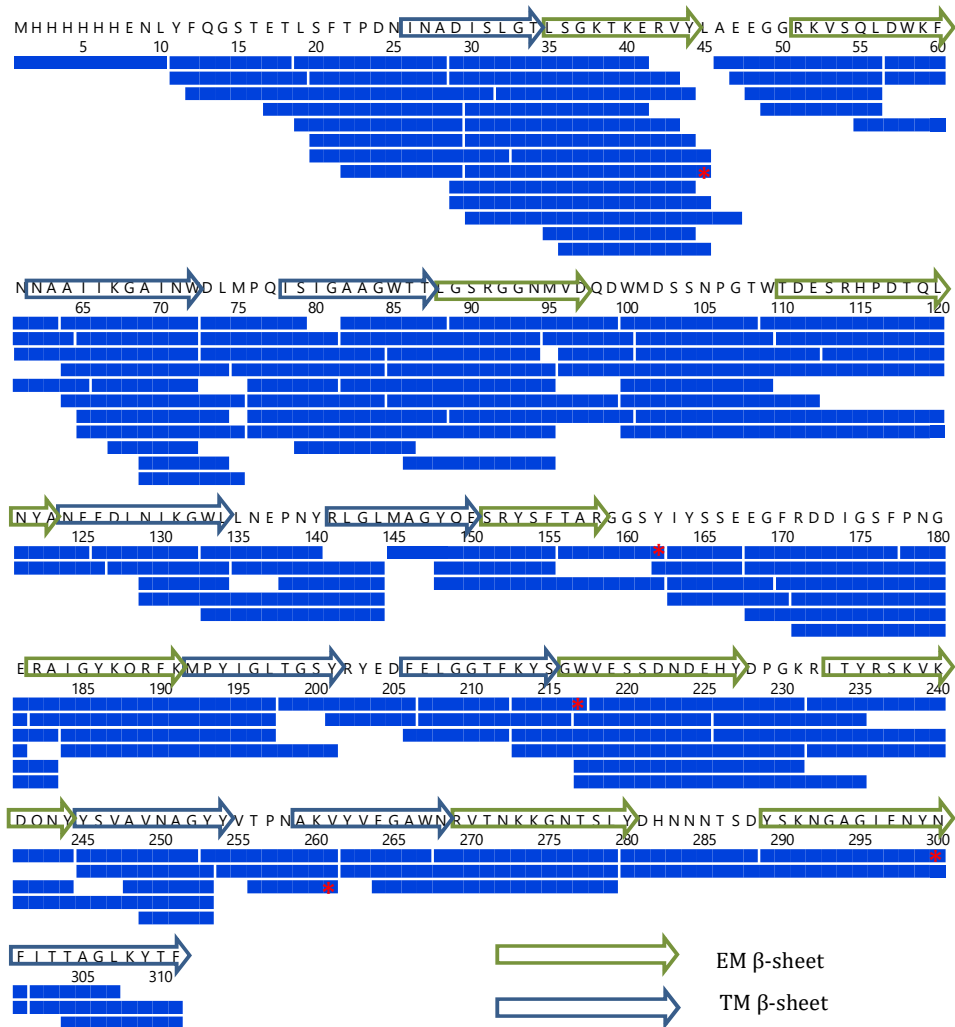 M H H H H H H E N L Y F Q G S T E T L S F T P D N I N A D I S L G T L S G K T K E R V Y L A E E G G R K V S Q L D W K F
5 10 15 20 25 30 35 40 45 50 55 60
N N A A I I K G A I N W D L M P Q I S I G A A G W T T L G S R G G N M V D Q D W M D S S N P G T W T D E S R H P D T Q L
65 70 75 80 85 90 95 100 105 110 115 120
N Y A N E F D I N I K G W L L N E P N Y R L G L M A G Y Q E S R Y S F T A R G G S Y I Y S S E E G F R D D I G S F P N G
125 130 135 140 145 150 155 160 165 170 175 180
E R A I G Y K Q R F K M P Y I G L T G S Y R Y E D F E L G G T F K Y S G W V E S S D N D E H Y D P G K R I T Y R S K V K
185 190 195 200 205 210 215 220 225 230 235 240
D Q N Y Y S V A V N A G Y Y V T P N A K V Y V E G A W N R V T N K K G N T S L Y D H N N N T S D Y S K N G A G I E N Y N
245 250 255 260 265 270 275 280 285 290 295 300
F I T T A G L K Y T F
305 310
EM β-sheet
TM β-sheet